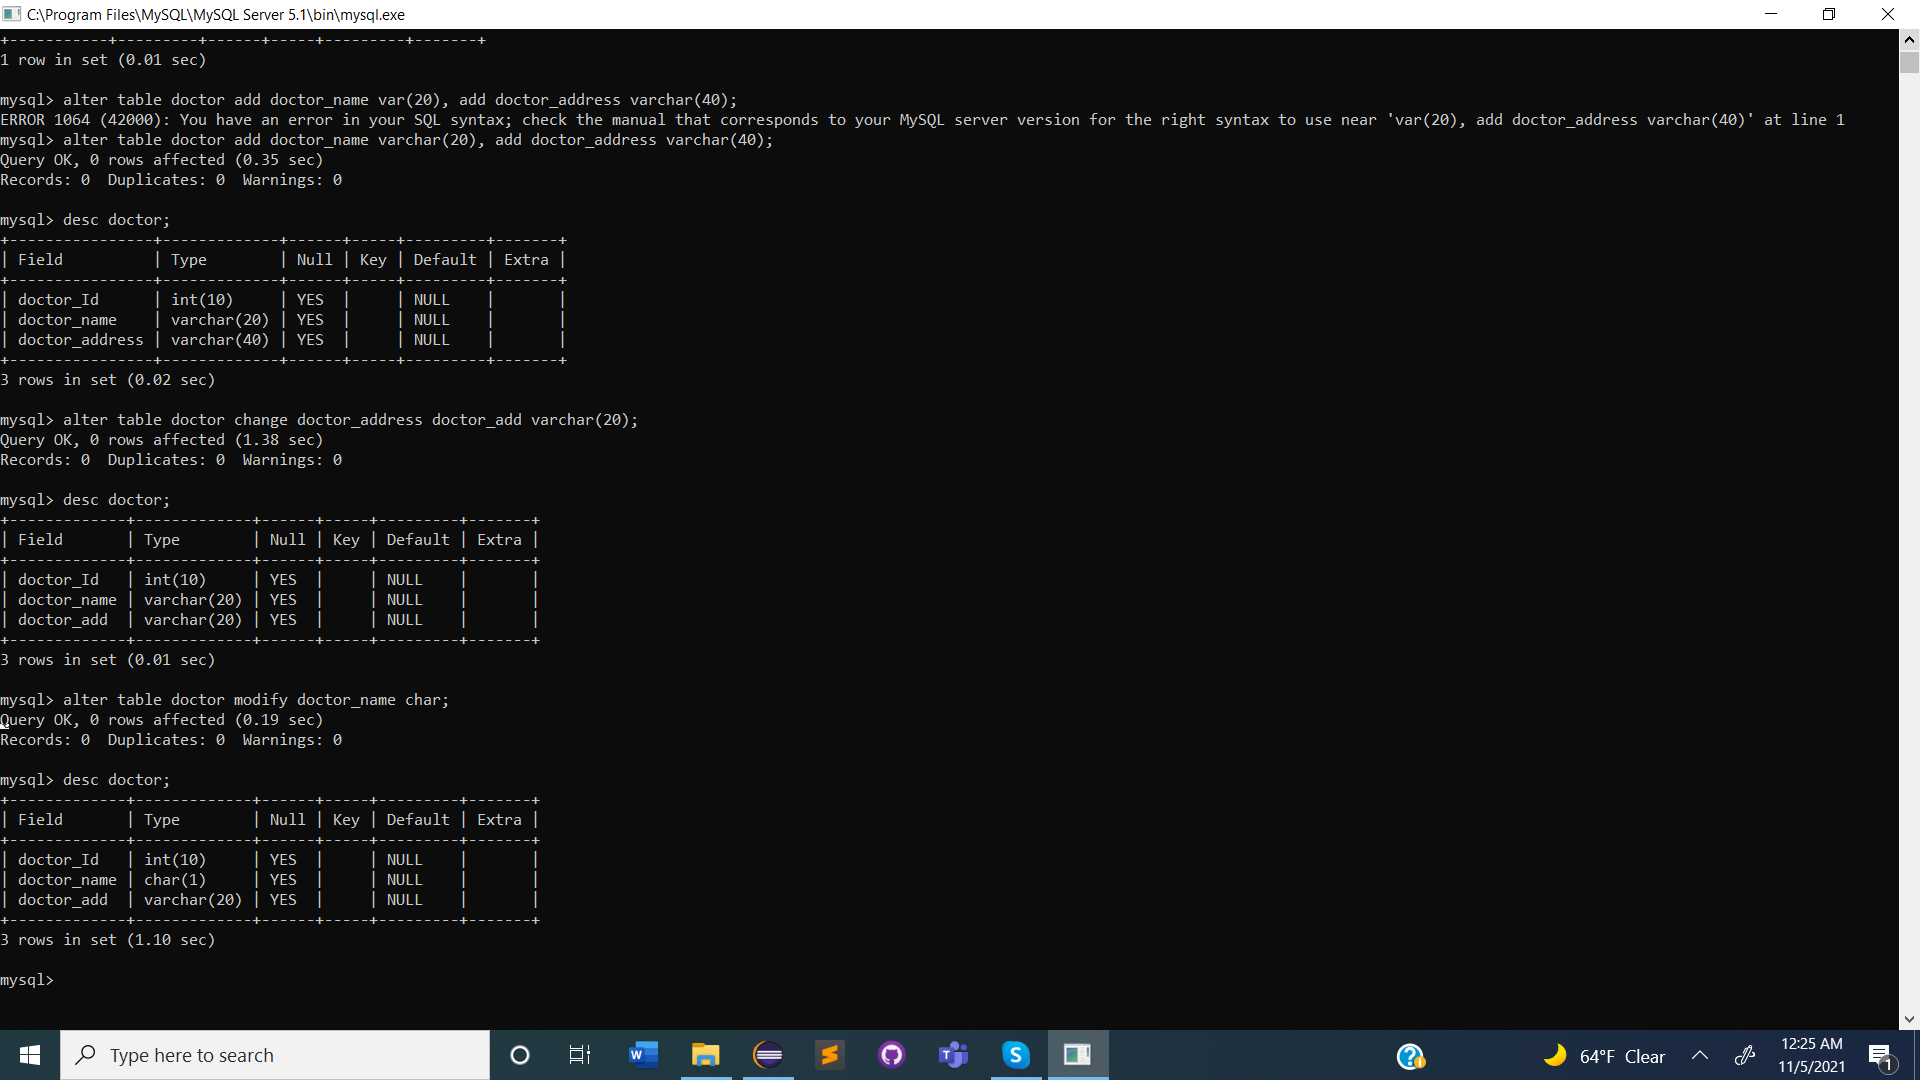 C:\Program Files\MySQL\MySQL Server 5.1\bin\mysql.exe
+-----------+---------+------+-----+---------+-------+
1 row in set (0.01 sec)
mysql> alter table doctor add doctor_name var(20), add doctor_address varchar(40);
ERROR 1064 (42000): You have an error in your SQL syntax; check the manual that corresponds to your MySQL server version for the right syntax to use near 'var(20), add doctor_address varchar(40)' at line 1
mysql> alter table doctor add doctor_name varchar(20), add doctor_address varchar(40);
Query OK, 0 rows affected (0.35 sec)
Records: 0  Duplicates: 0  Warnings: 0
mysql> desc doctor;
+----------------+-------------+------+-----+---------+-------+
| Field          | Type        | Null | Key | Default | Extra |
+----------------+-------------+------+-----+---------+-------+
| doctor_Id      | int(10)     | YES  |     | NULL    |       |
| doctor_name    | varchar(20) | YES  |     | NULL    |       |
| doctor_address | varchar(40) | YES  |     | NULL    |       |
+----------------+-------------+------+-----+---------+-------+
3 rows in set (0.02 sec)
mysql> alter table doctor change doctor_address doctor_add varchar(20);
Query OK, 0 rows affected (1.38 sec)
Records: 0  Duplicates: 0  Warnings: 0
mysql> desc doctor;
+-------------+-------------+------+-----+---------+-------+
| Field       | Type        | Null | Key | Default | Extra |
+-------------+-------------+------+-----+---------+-------+
| doctor_Id   | int(10)     | YES  |     | NULL    |       |
| doctor_name | varchar(20) | YES  |     | NULL    |       |
| doctor_add  | varchar(20) | YES  |     | NULL    |       |
+-------------+-------------+------+-----+---------+-------+
3 rows in set (0.01 sec)
mysql> alter table doctor modify doctor_name char;
Query OK, 0 rows affected (0.19 sec)
Records: 0  Duplicates: 0  Warnings: 0
mysql> desc doctor;
+-------------+-------------+------+-----+---------+-------+
| Field       | Type        | Null | Key | Default | Extra |
+-------------+-------------+------+-----+---------+-------+
| doctor_Id   | int(10)     | YES  |     | NULL    |       |
| doctor_name | char(1)     | YES  |     | NULL    |       |
| doctor_add  | varchar(20) | YES  |     | NULL    |       |
+-------------+-------------+------+-----+---------+-------+
3 rows in set (1.10 sec)
mysql>
Type here to search
64°F Clear
12:25 AM
11/5/2021
1